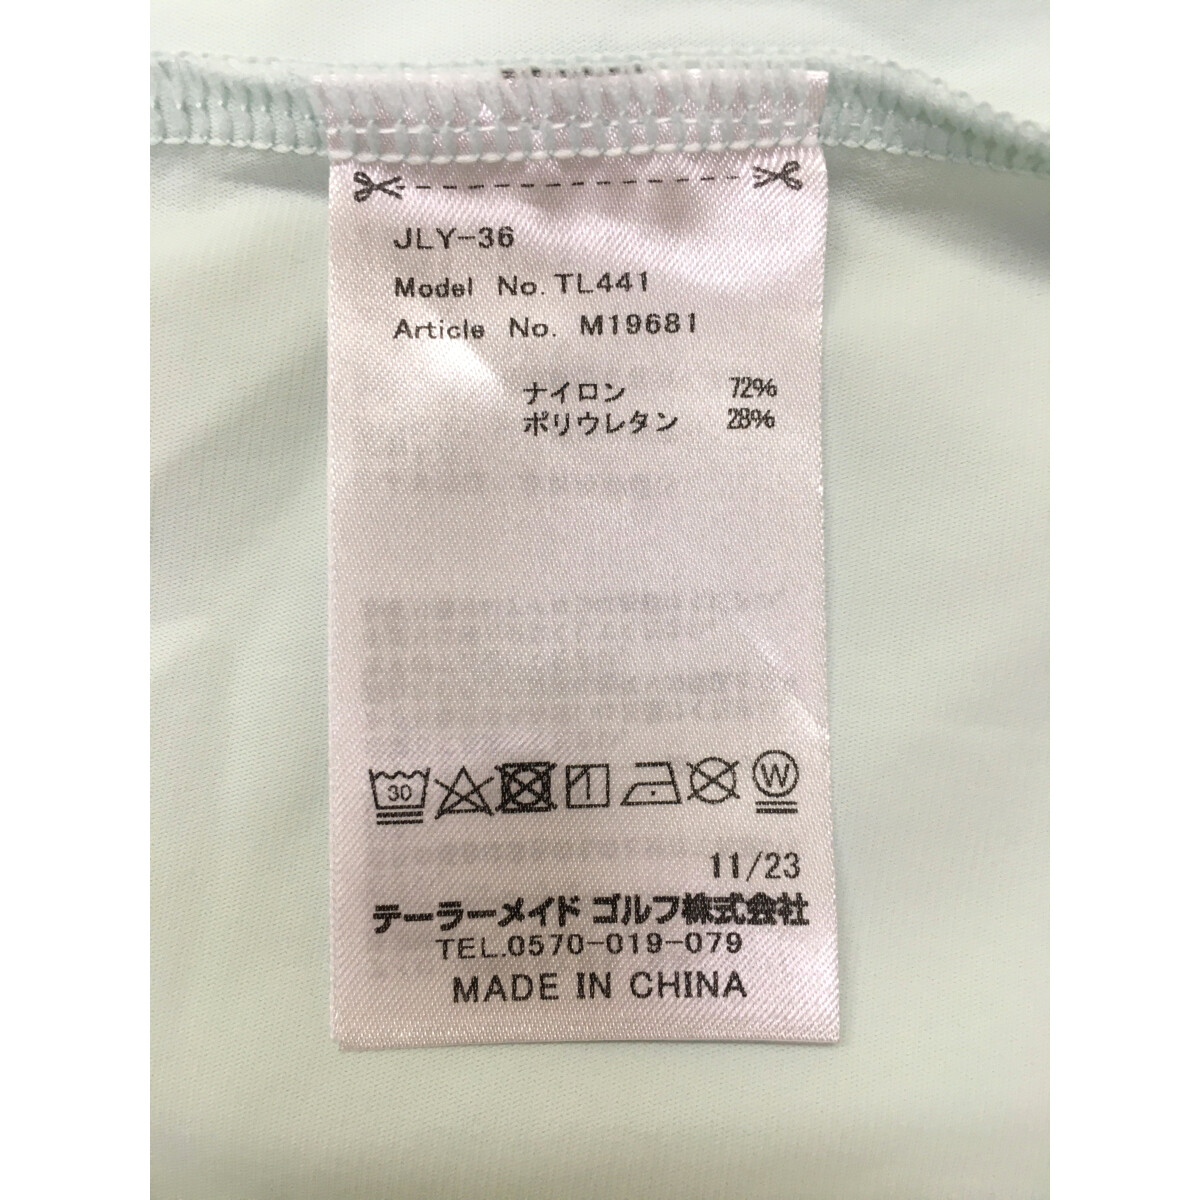 JLY-36
Model No. TL441
Article No. M19681
ナイロン 72%
ポリウレタン 28%
30 W
11/23
テーラーメイド ゴルフ株式会社
TEL.0570-019-079
MADE IN CHINA